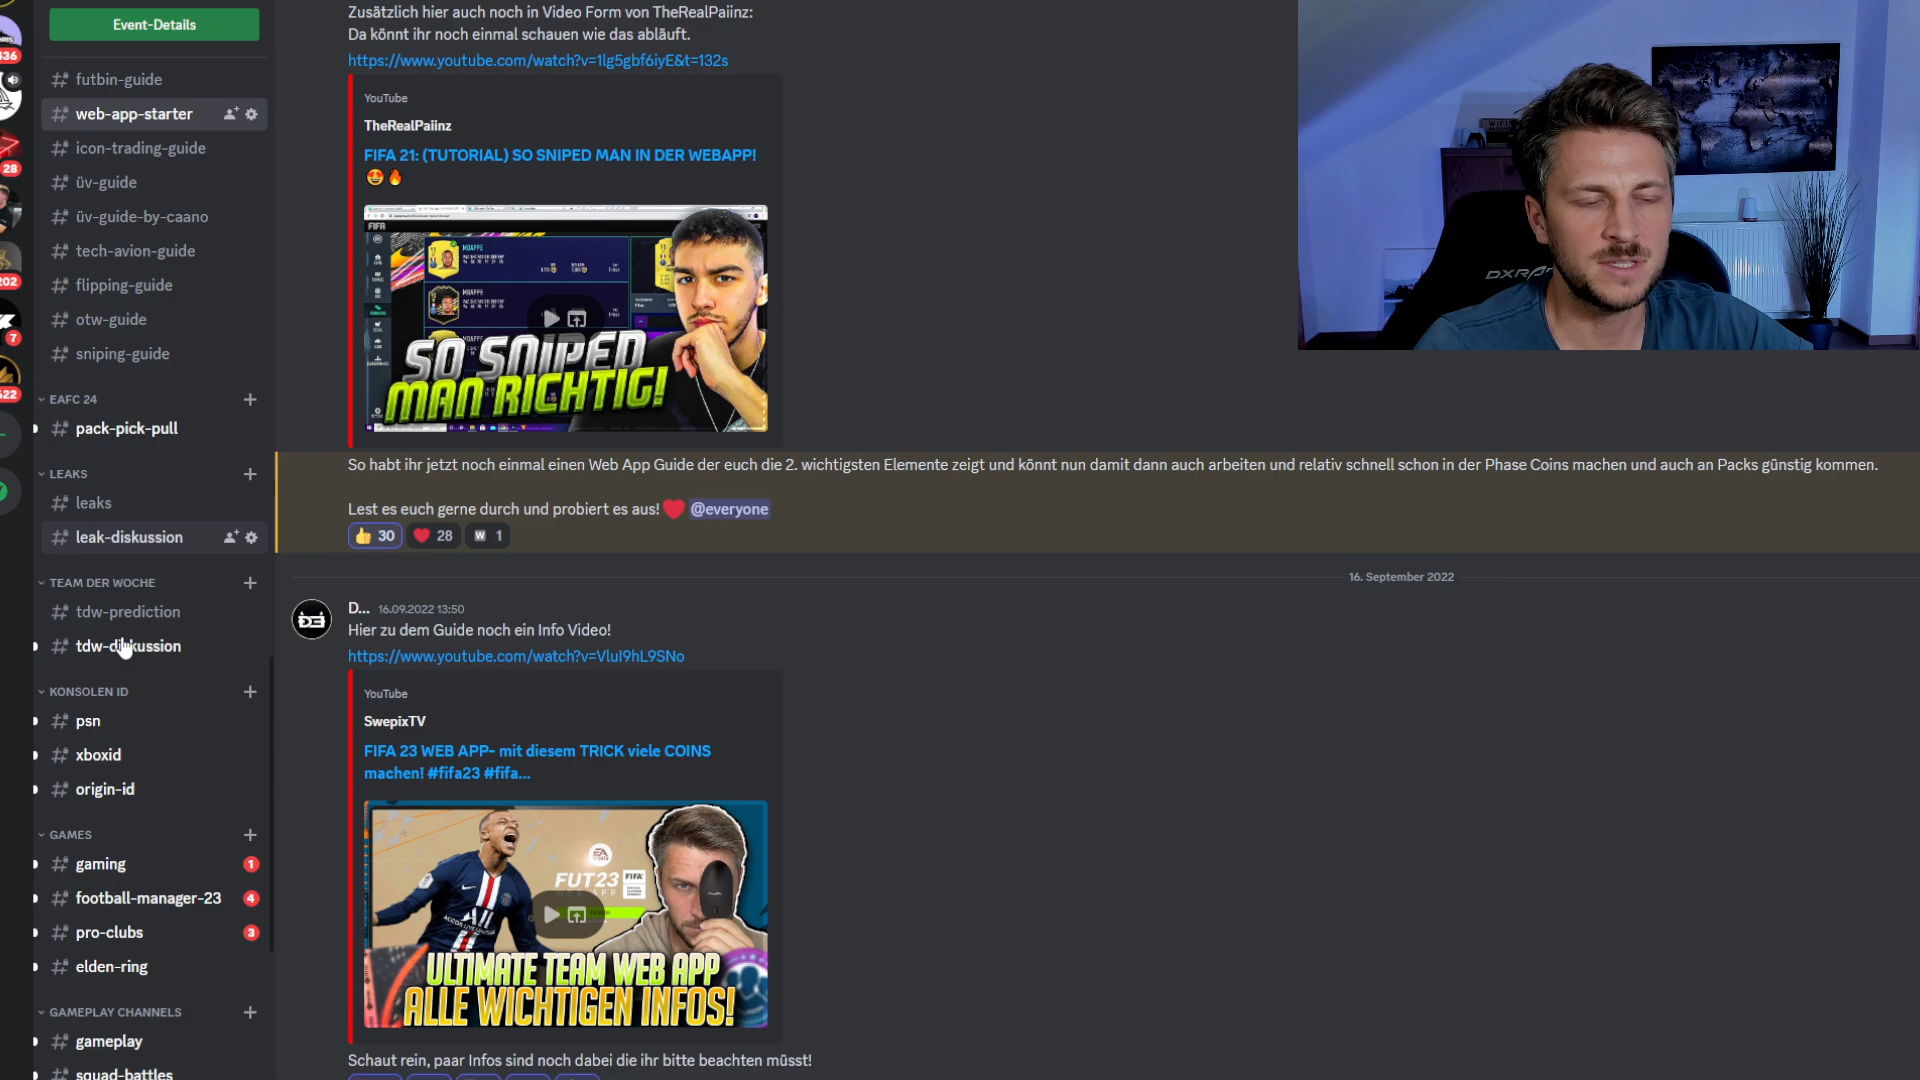 Event-Details
futbin-guide
web-app-starter
icon-trading-guide
üv-guide
üv-guide-by-caano
tech-avion-guide
flipping-guide
otw-guide
sniping-guide
EAFC 24
pack-pick-pull
LEAKS
leaks
leak-diskussion
TEAM DER WOCHE
tdw-prediction
tdw-diskussion
KONSOLEN ID
psn
xboxid
origin-id
GAMES
gaming 1
football-manager-23 4
pro-clubs 3
elden-ring
GAMEPLAY CHANNELS
gameplay
squad-battles
28
7
Zusätzlich hier auch noch in Video Form von TheRealPaiinz:
Da könnt ihr noch einmal schauen wie das abläuft.
https://www.youtube.com/watch?v=1lg5gbf6iyE&t=132s
YouTube
TheRealPaiinz
FIFA 21: (TUTORIAL) SO SNIPED MAN IN DER WEBAPP!
😍🔥
FIFA
MBAPPE
MBAPPE
SO SNIPED
MAN RICHTIG!
So habt ihr jetzt noch einmal einen Web App Guide der euch die 2. wichtigsten Elemente zeigt und könnt nun damit dann auch arbeiten und relativ schnell schon in der Phase Coins machen und auch an Packs günstig kommen.
Lest es euch gerne durch und probiert es aus!❤️ @everyone
👍 30 ❤️ 28 W 1
16. September 2022
D... 16.09.2022 13:50
Hier zu dem Guide noch ein Info Video!
https://www.youtube.com/watch?v=VluI9hL9SNo
YouTube
SwepixTV
FIFA 23 WEB APP- mit diesem TRICK viele COINS
machen! #fifa23 #fifa...
EA
FUT23
FIFA
ULTIMATE TEAM WEB APP
ALLE WICHTIGEN INFOS!
Schaut rein, paar Infos sind noch dabei die ihr bitte beachten müsst!